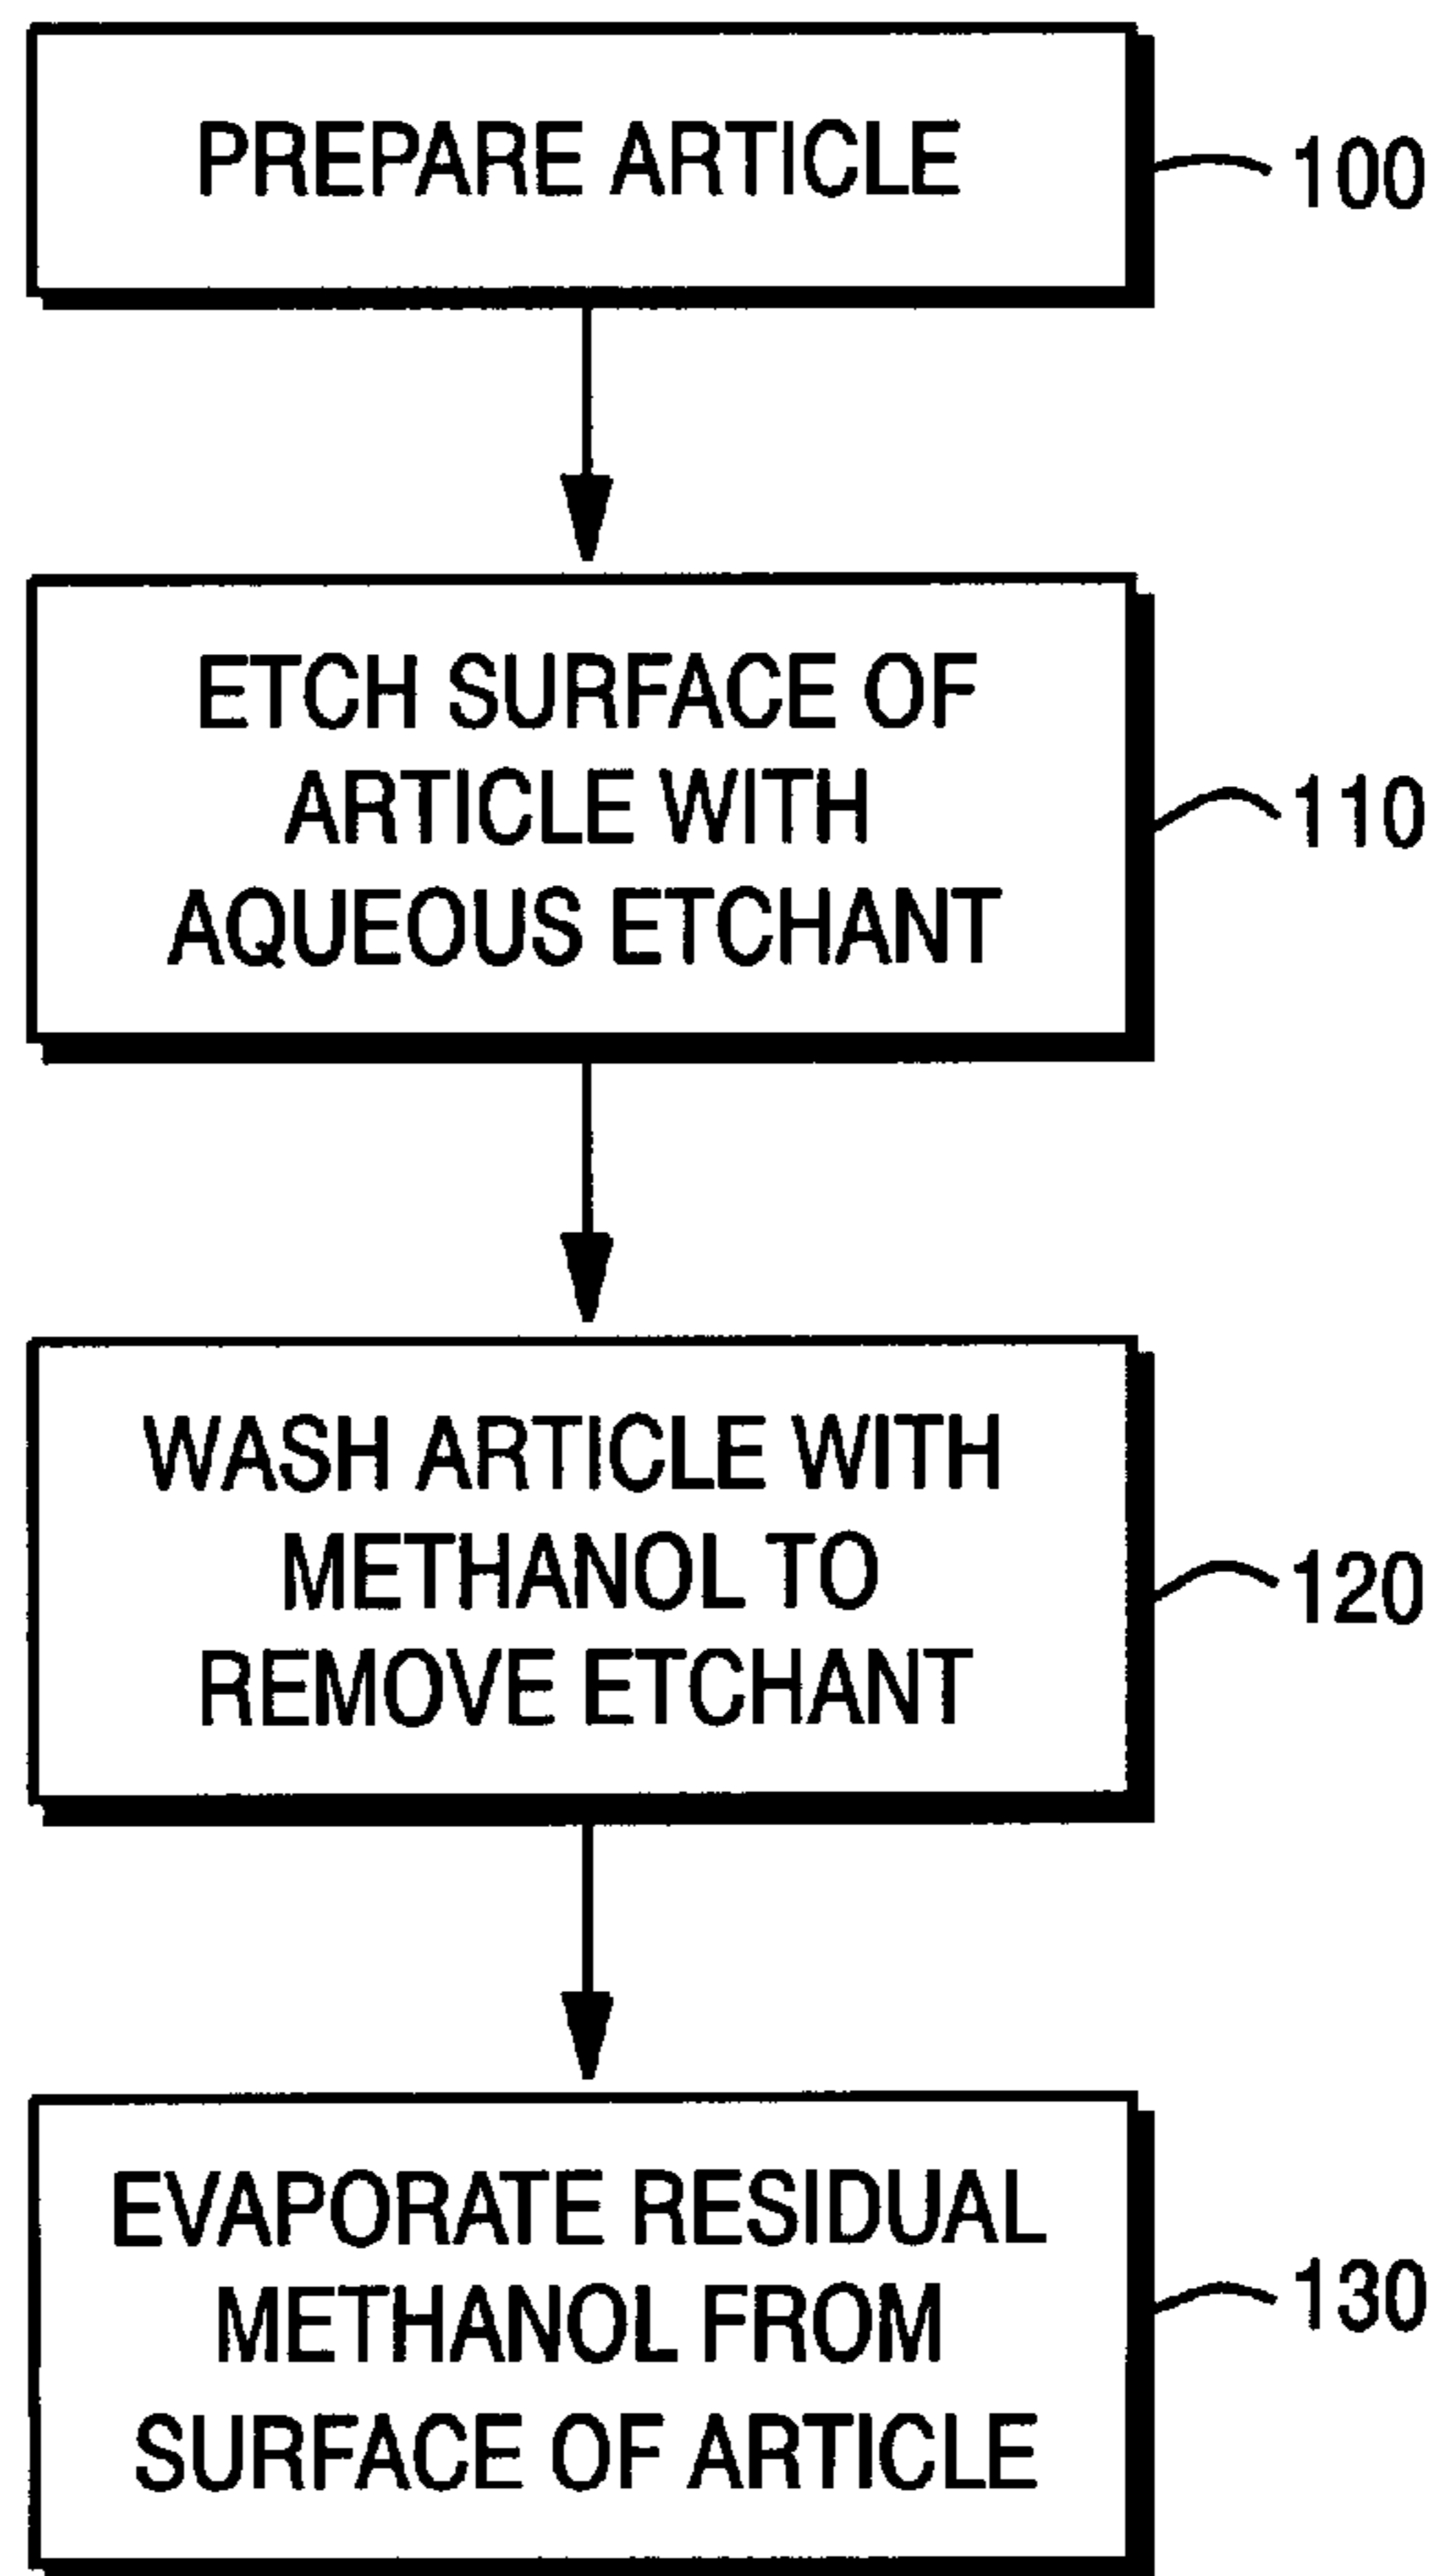 PREPARE ARTICLE
100
ETCH SURFACE OF
ARTICLE WITH
AQUEOUS ETCHANT
110
WASH ARTICLE WITH
METHANOL TO
REMOVE ETCHANT
120
EVAPORATE RESIDUAL
METHANOL FROM
SURFACE OF ARTICLE
130